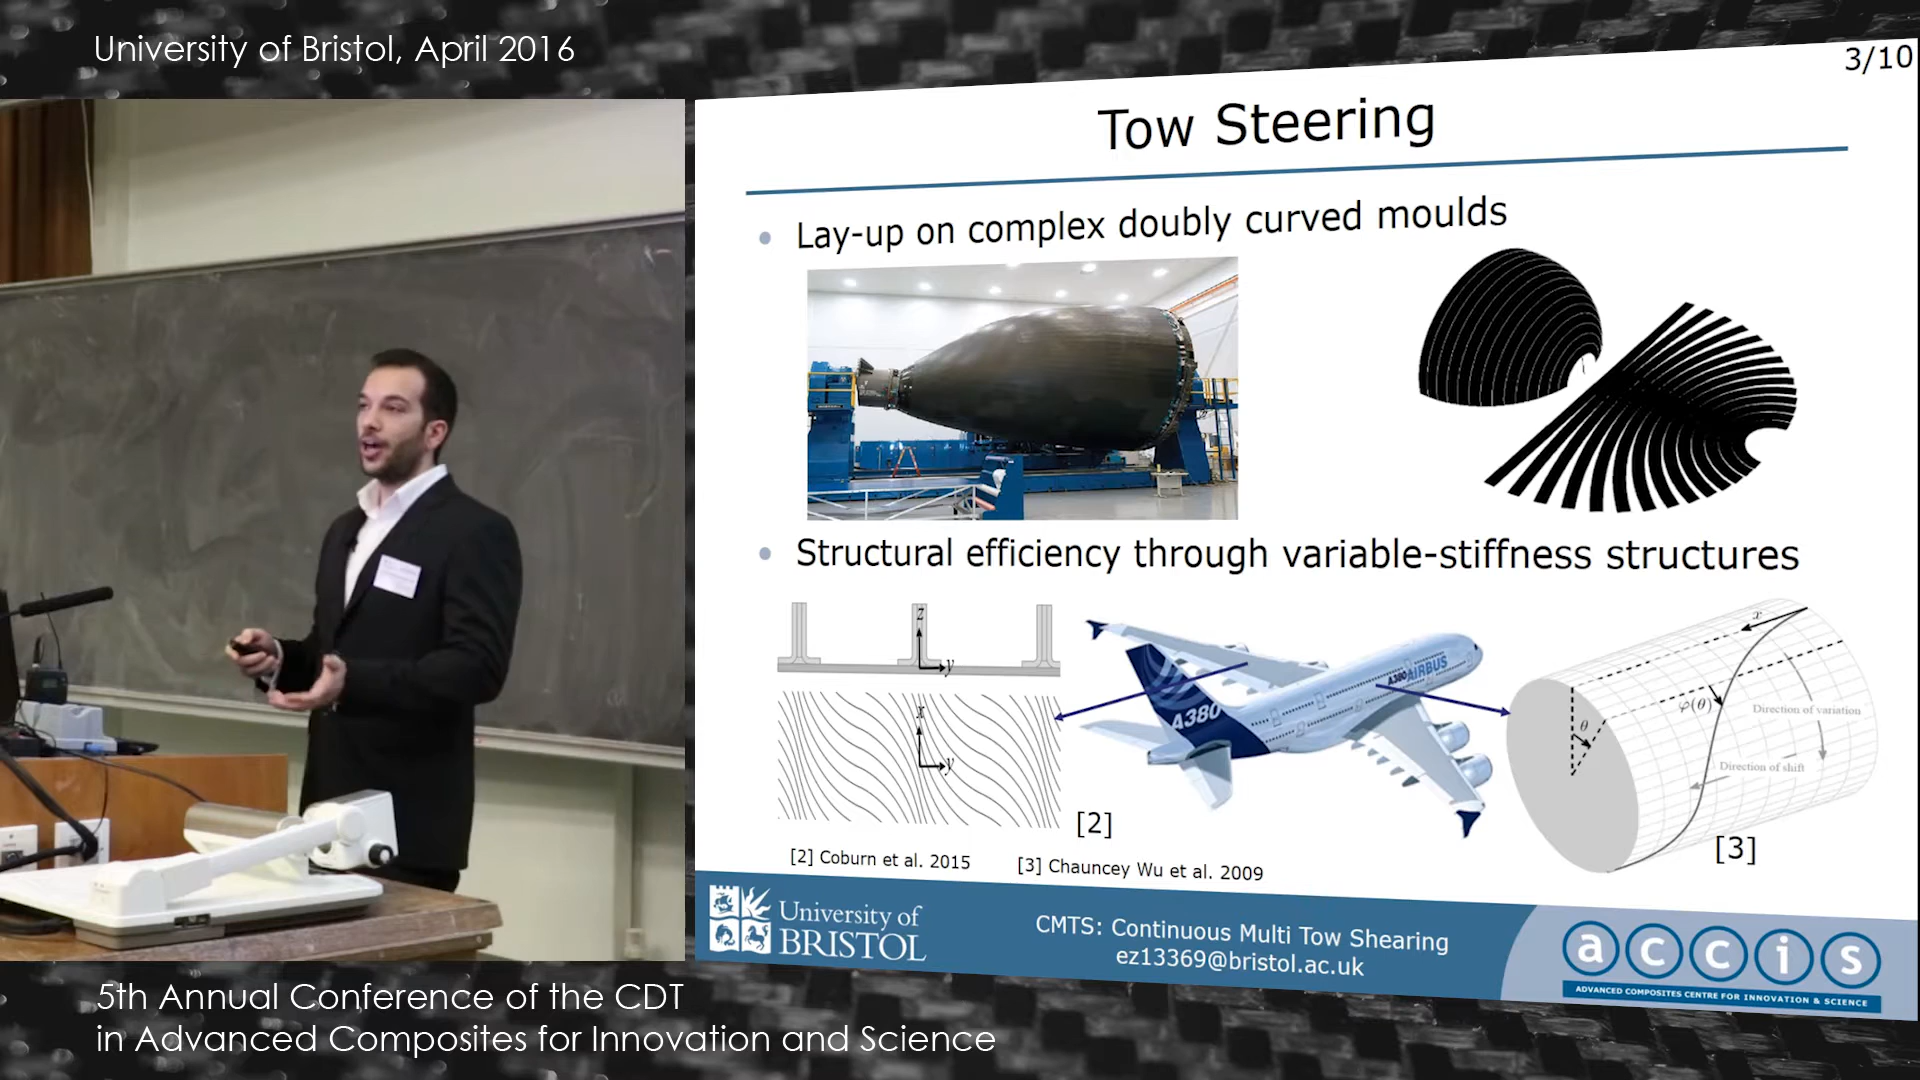 University of Bristol, April 2016
3/10
Tow Steering
Lay-up on complex doubly curved moulds
Structural efficiency through variable-stiffness structures
z
y
x
y
A380
A380 AIRBUS
x
φ(θ)
θ
Direction of variation
Direction of shift
[2]
[3]
[2] Coburn et al. 2015
[3] Chauncey Wu et al. 2009
University of
BRISTOL
CMTS: Continuous Multi Tow Shearing
ez13369@bristol.ac.uk
accis
ADVANCED COMPOSITES CENTRE FOR INNOVATION & SCIENCE
5th Annual Conference of the CDT
in Advanced Composites for Innovation and Science